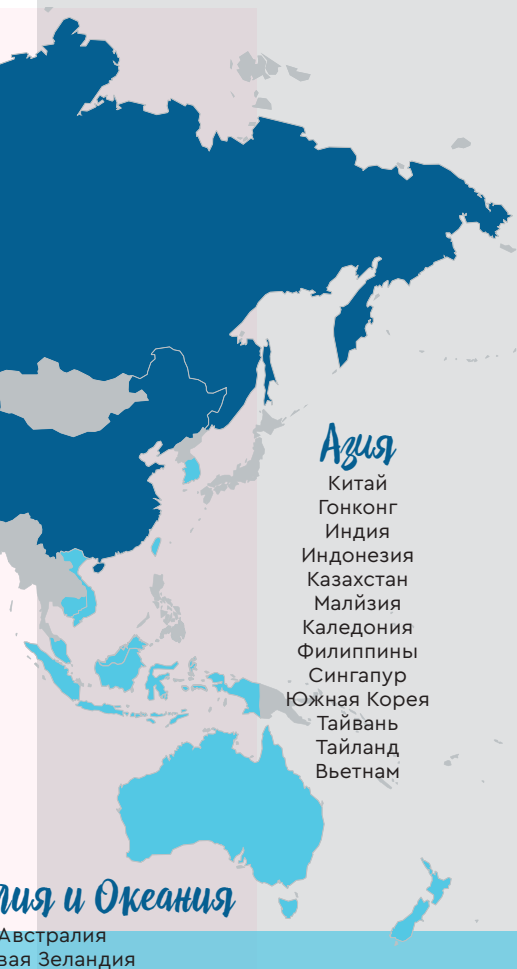 Азия
Китай
Гонконг
Индия
Индонезия
Казахстан
Малйзия
Каледония
Филиппины
Сингапур
Южная Корея
Тайвань
Тайланд
Вьетнам
лия и Океания
Австралия
вая Зеландия